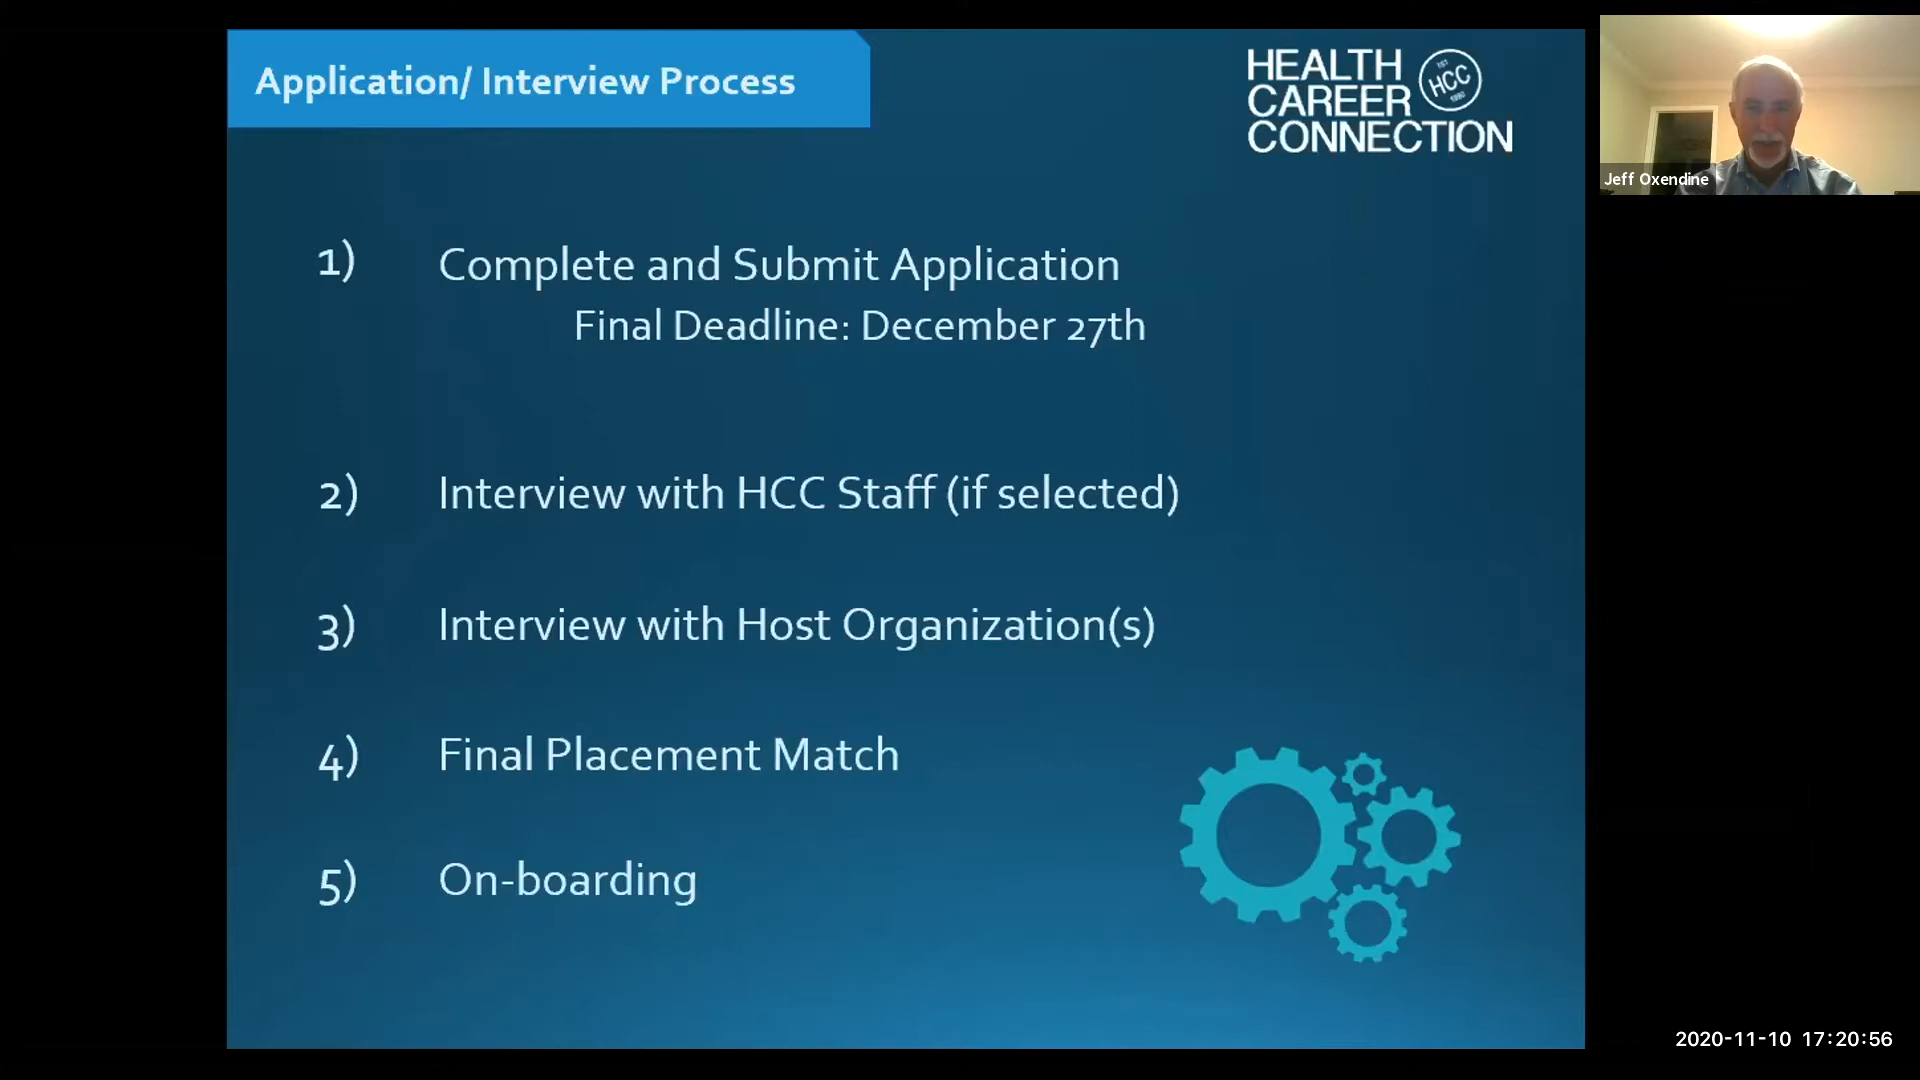 Application/ Interview Process
HEALTH
CAREER
CONNECTION
EST
HCC
1990
Jeff Oxendine
1) Complete and Submit Application
Final Deadline: December 27th
2) Interview with HCC Staff (if selected)
3) Interview with Host Organization(s)
4) Final Placement Match
5) On-boarding
2020-11-10 17:20:56